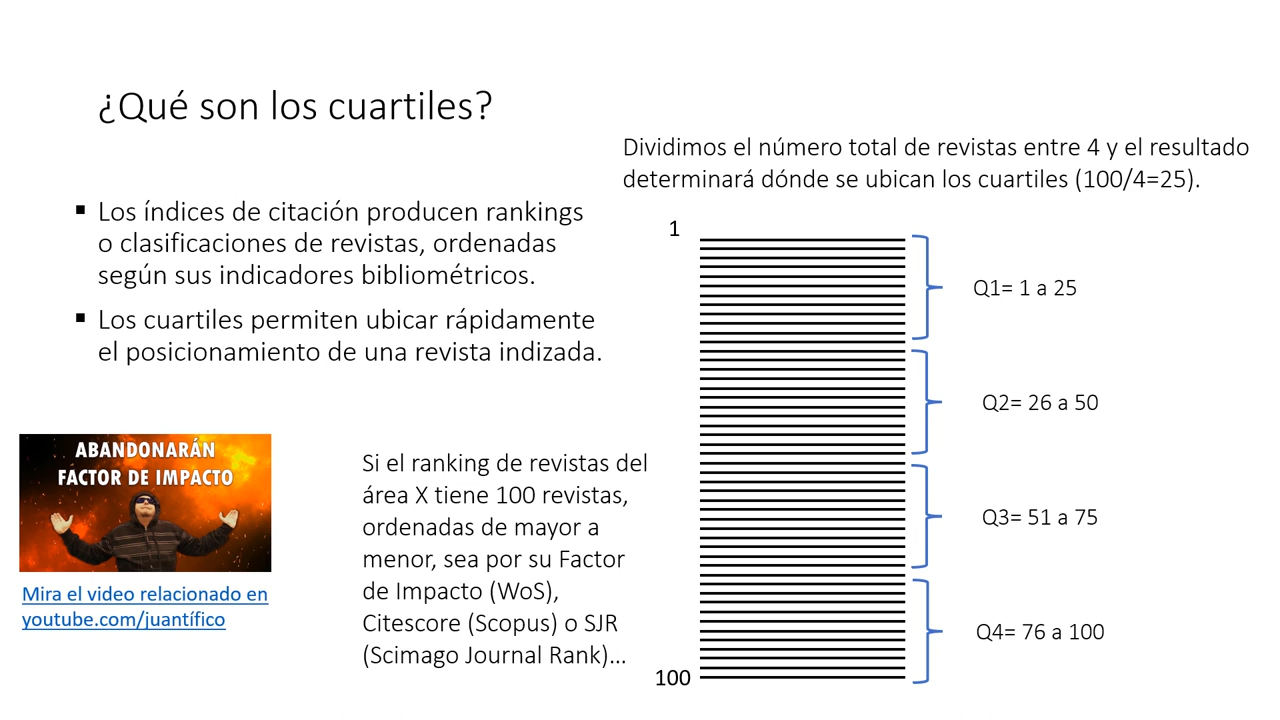 ¿Qué son los cuartiles?
Dividimos el número total de revistas entre 4 y el resultado
determinará dónde se ubican los cuartiles (100/4=25).
▪ Los índices de citación producen rankings
o clasificaciones de revistas, ordenadas
según sus indicadores bibliométricos.
▪ Los cuartiles permiten ubicar rápidamente
el posicionamiento de una revista indizada.
ABANDONARÁN
FACTOR DE IMPACTO
Mira el video relacionado en
youtube.com/juantífico
Si el ranking de revistas del
área X tiene 100 revistas,
ordenadas de mayor a
menor, sea por su Factor
de Impacto (WoS),
Citescore (Scopus) o SJR
(Scimago Journal Rank)...
1
Q1= 1 a 25
Q2= 26 a 50
Q3= 51 a 75
Q4= 76 a 100
100